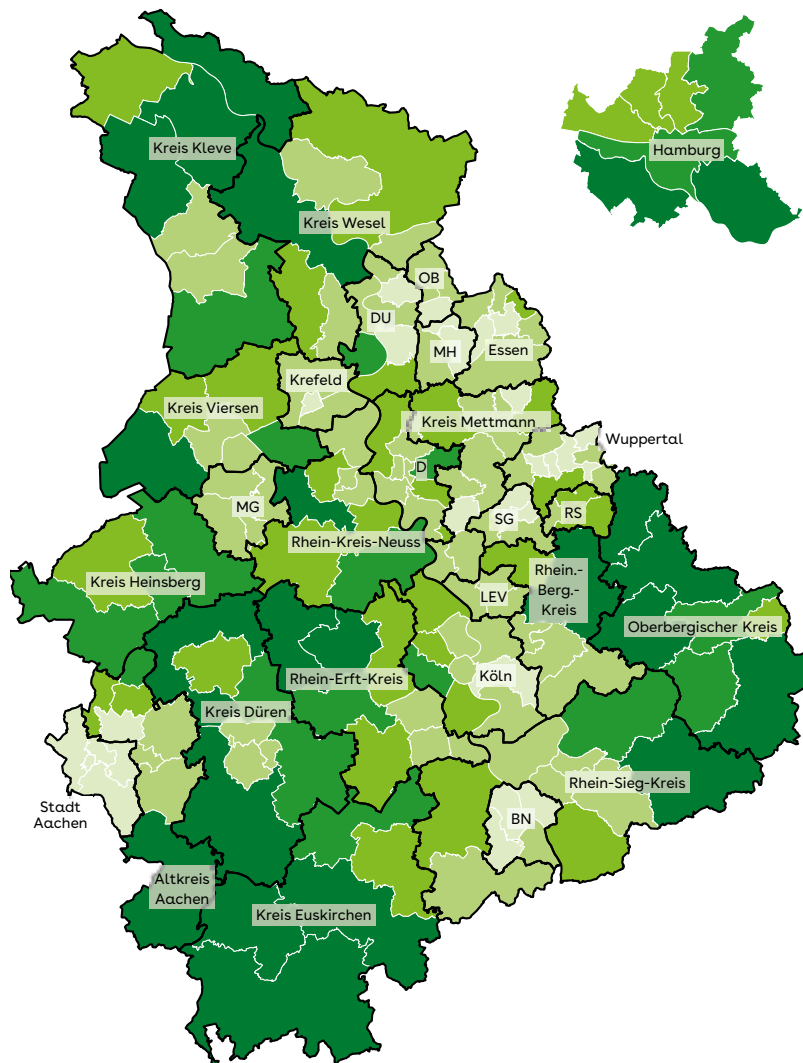 Kreis Kleve
Hamburg
Kreis Wesel
OB
DU
MH
Essen
Krefeld
Kreis Viersen
Kreis Mettmann
Wuppertal
D
MG
SG
RS
Rhein-Kreis-Neuss
Kreis Heinsberg
LEV
Rhein.-
Berg.-
Kreis
Oberbergischer Kreis
Rhein-Erft-Kreis
Köln
Kreis Düren
Rhein-Sieg-Kreis
Stadt
Aachen
BN
Altkreis
Aachen
Kreis Euskirchen